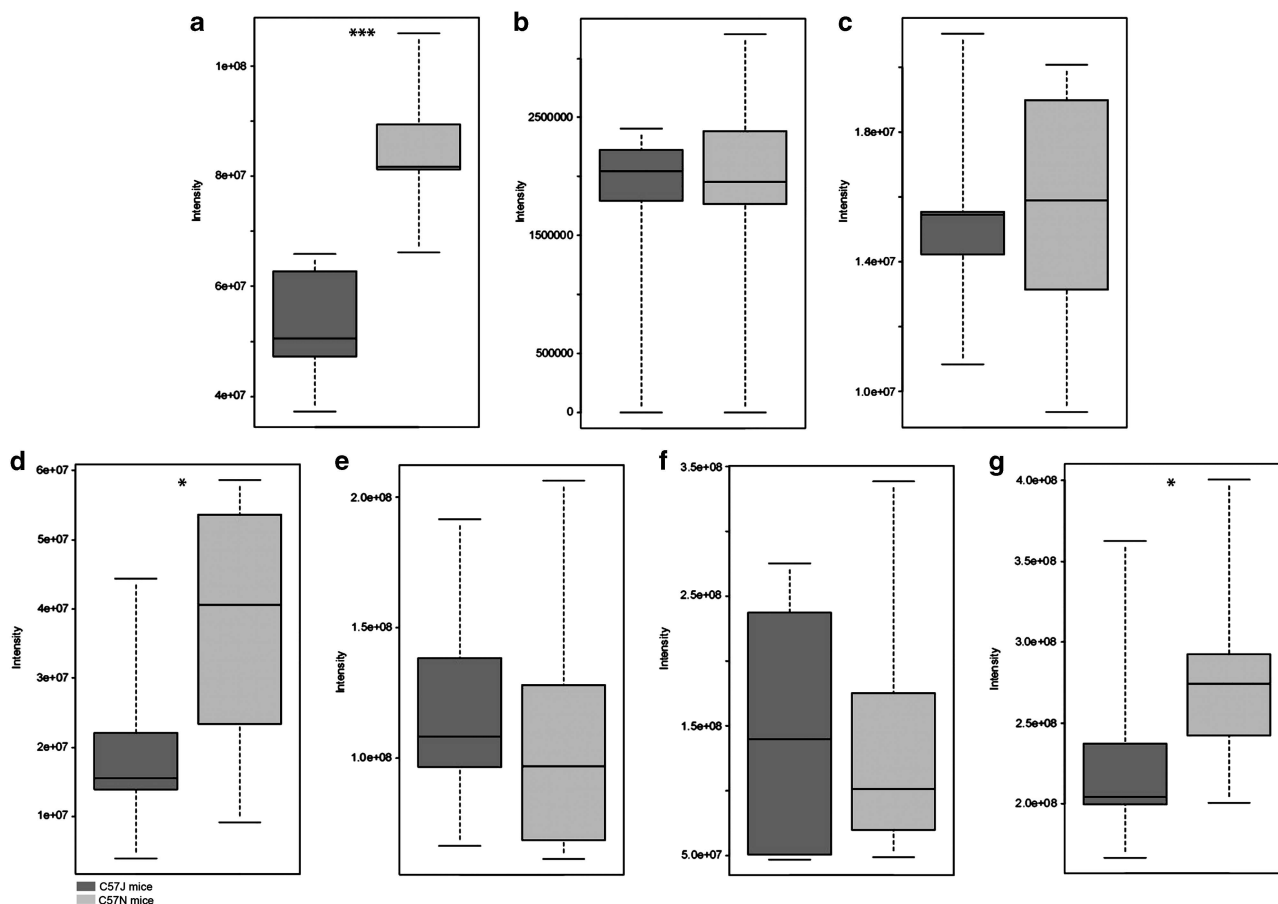 a
***
Intensity
1e+08
8e+07
6e+07
4e+07
b
Intensity
2500000
1500000
500000
0
c
Intensity
1.8e+07
1.4e+07
1.0e+07
d
*
Intensity
6e+07
5e+07
4e+07
3e+07
2e+07
1e+07
e
Intensity
2.0e+08
1.5e+08
1.0e+08
f
Intensity
3.5e+08
2.5e+08
1.5e+08
5.0e+07
g
*
Intensity
4.0e+08
3.5e+08
3.0e+08
2.5e+08
2.0e+08
C57J mice
C57N mice